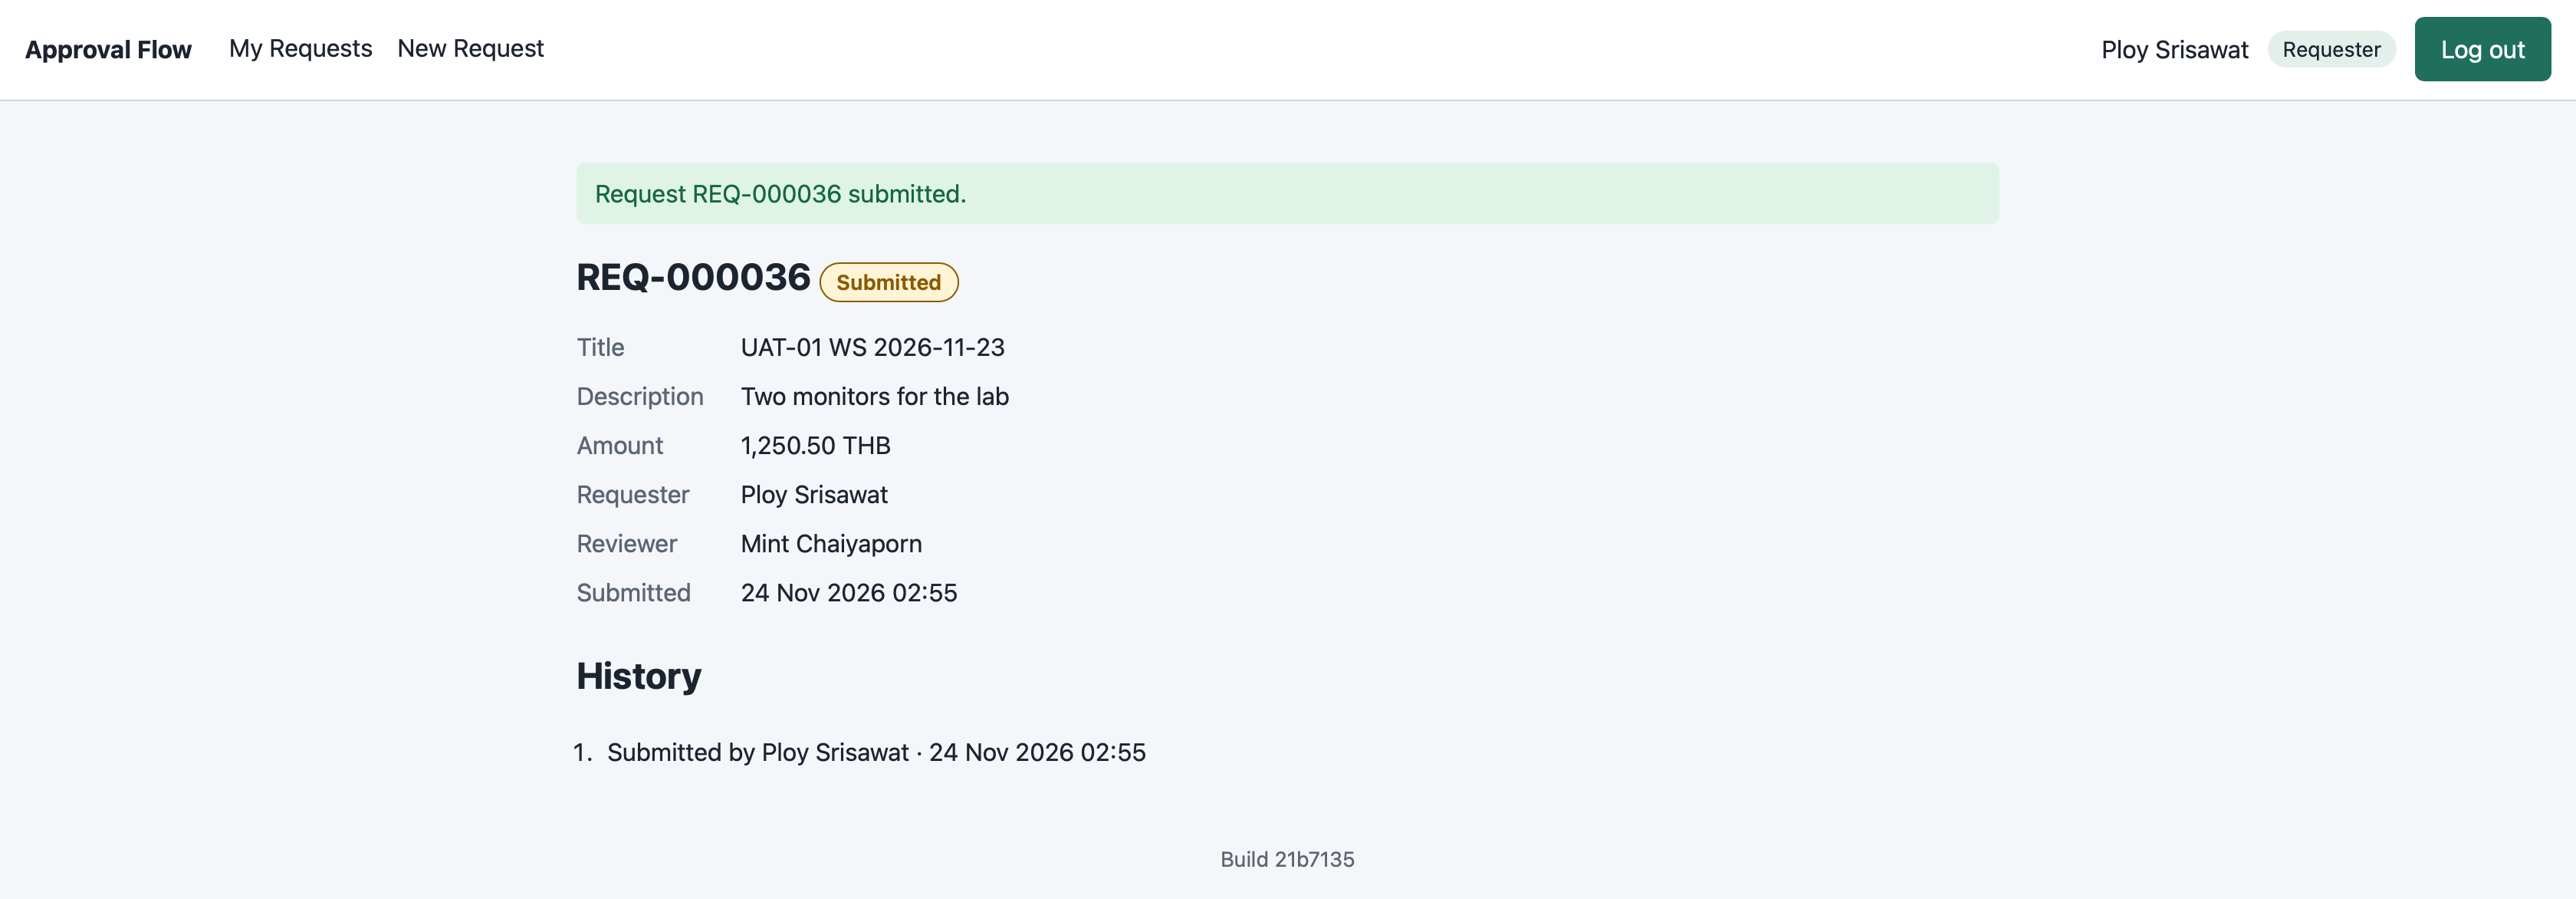 Approval Flow My Requests New Request Ploy Srisawat Requester Log out
Request REQ-000036 submitted.
REQ-000036 Submitted
Title UAT-01 WS 2026-11-23
Description Two monitors for the lab
Amount 1,250.50 THB
Requester Ploy Srisawat
Reviewer Mint Chaiyaporn
Submitted 24 Nov 2026 02:55
History
1. Submitted by Ploy Srisawat · 24 Nov 2026 02:55
Build 21b7135